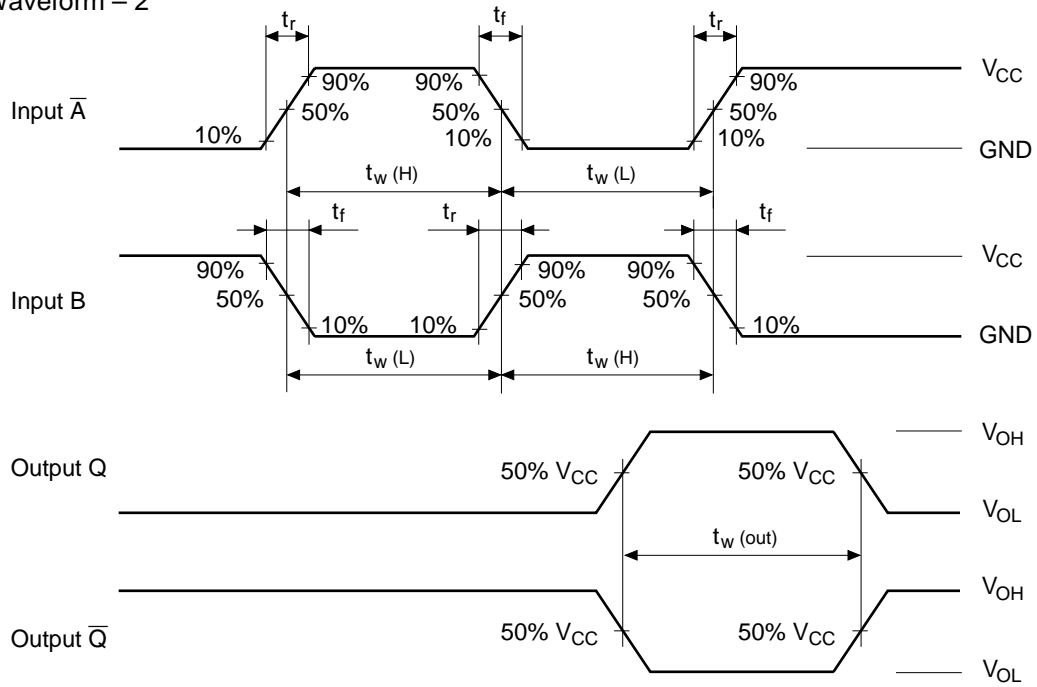 Waveform – 2
tr tf tr
90% 90% 90% VCC
Input A̅ 50% 50% 50%
10% 10% 10% GND
tw (H) tw (L)
tf tr tf
VCC
90% 90% 90%
Input B 50% 50% 50%
10% 10% 10% GND
tw (L) tw (H)
VOH
Output Q 50% VCC 50% VCC
VOL
tw (out)
VOH
Output Q̅ 50% VCC 50% VCC
VOL